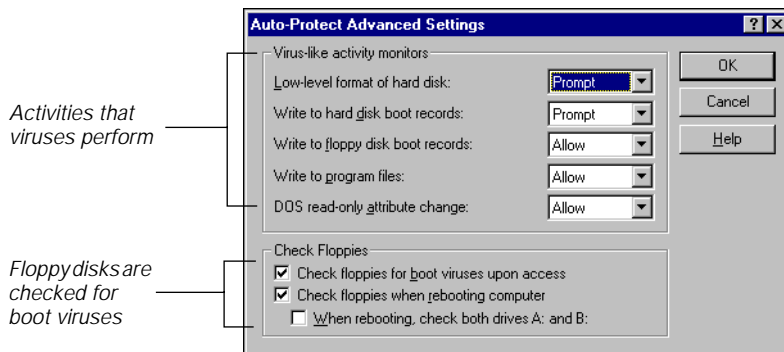 Auto-Protect Advanced Settings
Virus-like activity monitors
Low-level format of hard disk: Prompt
Write to hard disk boot records: Prompt
Write to floppy disk boot records: Allow
Write to program files: Allow
DOS read-only attribute change: Allow
OK
Cancel
Help
Check Floppies
Check floppies for boot viruses upon access
Check floppies when rebooting computer
When rebooting, check both drives A: and B:
Activities that
viruses perform
Floppy disks are
checked for
boot viruses